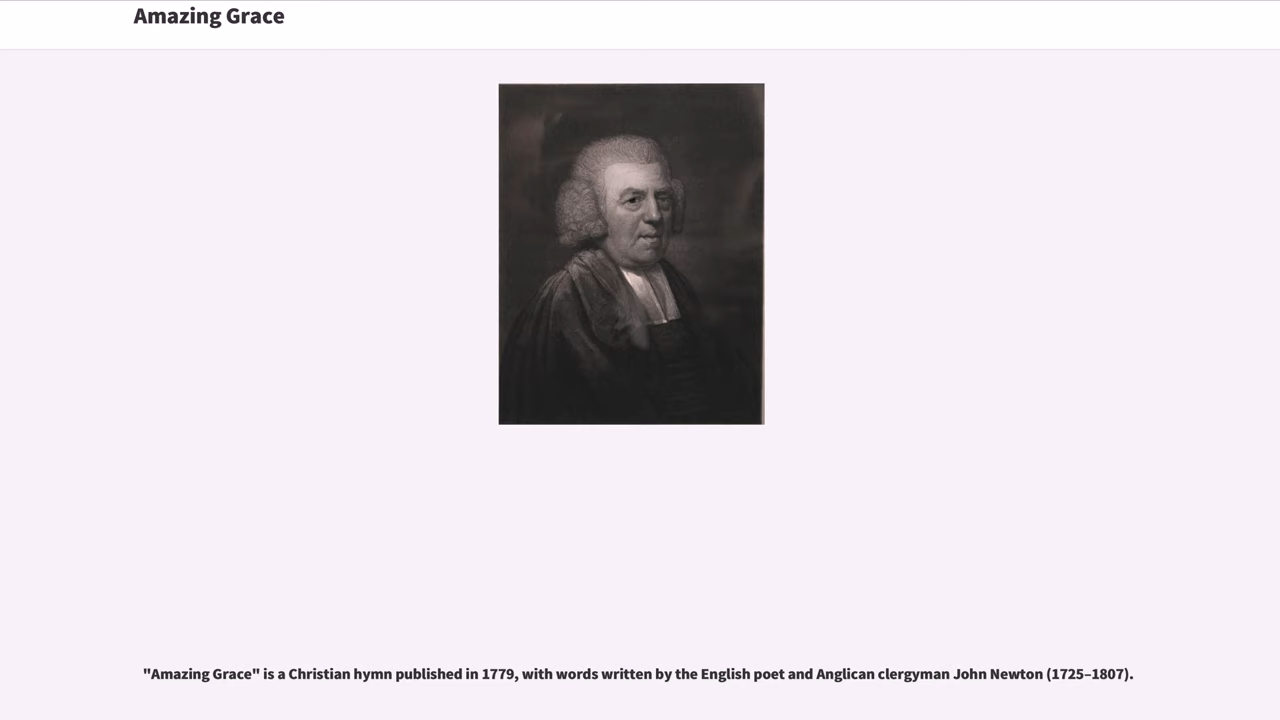 Amazing Grace
"Amazing Grace" is a Christian hymn published in 1779, with words written by the English poet and Anglican clergyman John Newton (1725–1807).